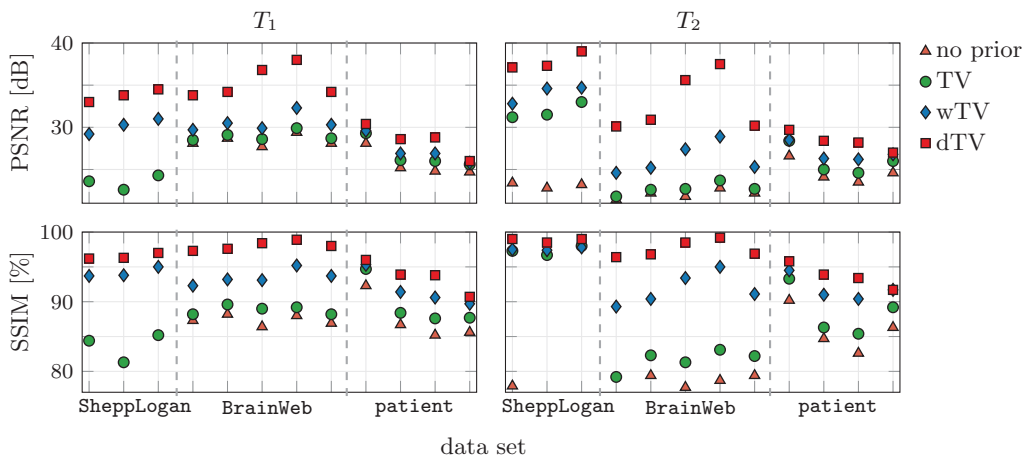 T₁
T₂
PSNR [dB]
40
30
no prior
TV
wTV
dTV
SSIM [%]
100
90
80
SheppLogan BrainWeb patient
SheppLogan BrainWeb patient
data set